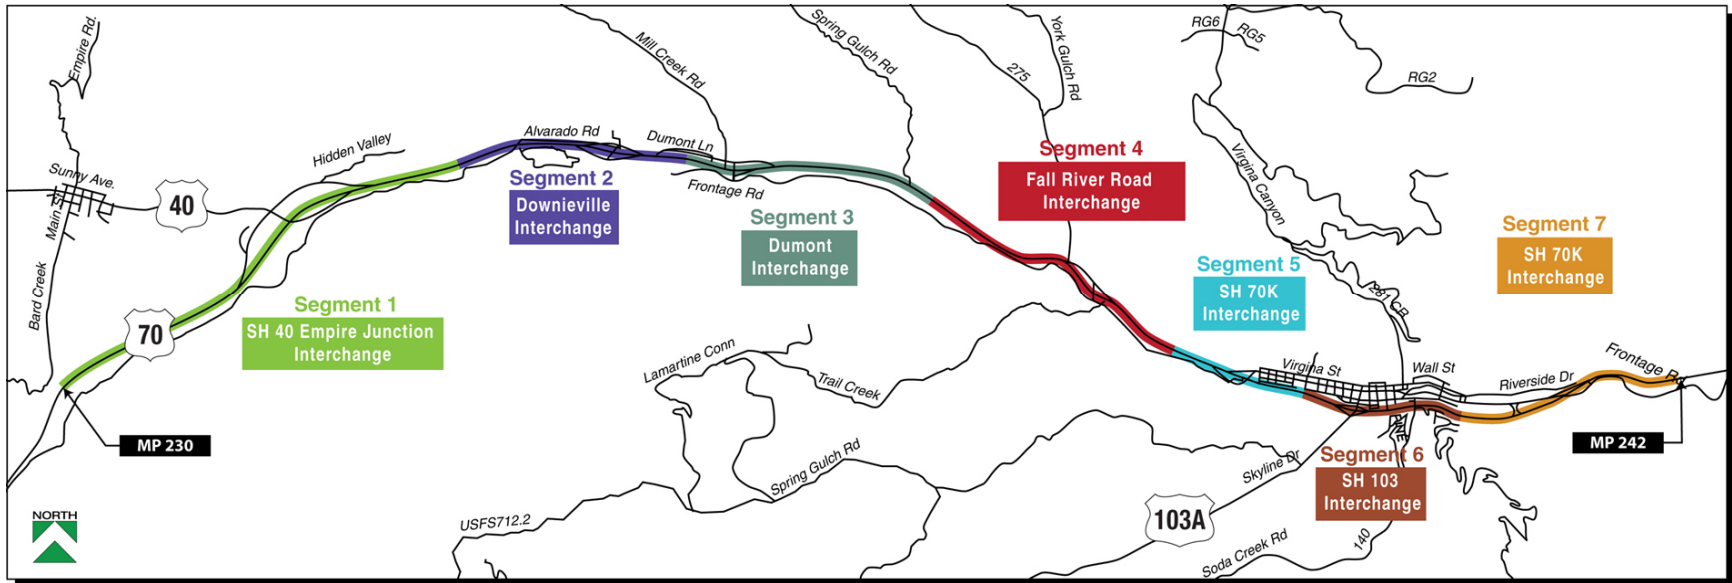 Empire Rd.
Sunny Ave.
Main St
Bard Creek
40
70
MP 230
NORTH
Hidden Valley
Segment 1
SH 40 Empire Junction
Interchange
Alvarado Rd
Segment 2
Downieville
Interchange
Mill Creek Rd
Dumont Ln
Frontage Rd
Spring Gulch Rd
Segment 3
Dumont
Interchange
275
York Gulch Rd
Segment 4
Fall River Road
Interchange
RG6
RG5
RG2
Virgina Canyon
281 CR
Segment 5
SH 70K
Interchange
Segment 7
SH 70K
Interchange
Lamartine Conn
Trail Creek
Spring Gulch Rd
USFS712.2
Virginia St
Wall St
Riverside Dr
Frontage Rd
MP 242
Skyline Dr
Segment 6
SH 103
Interchange
103A
Soda Creek Rd
140